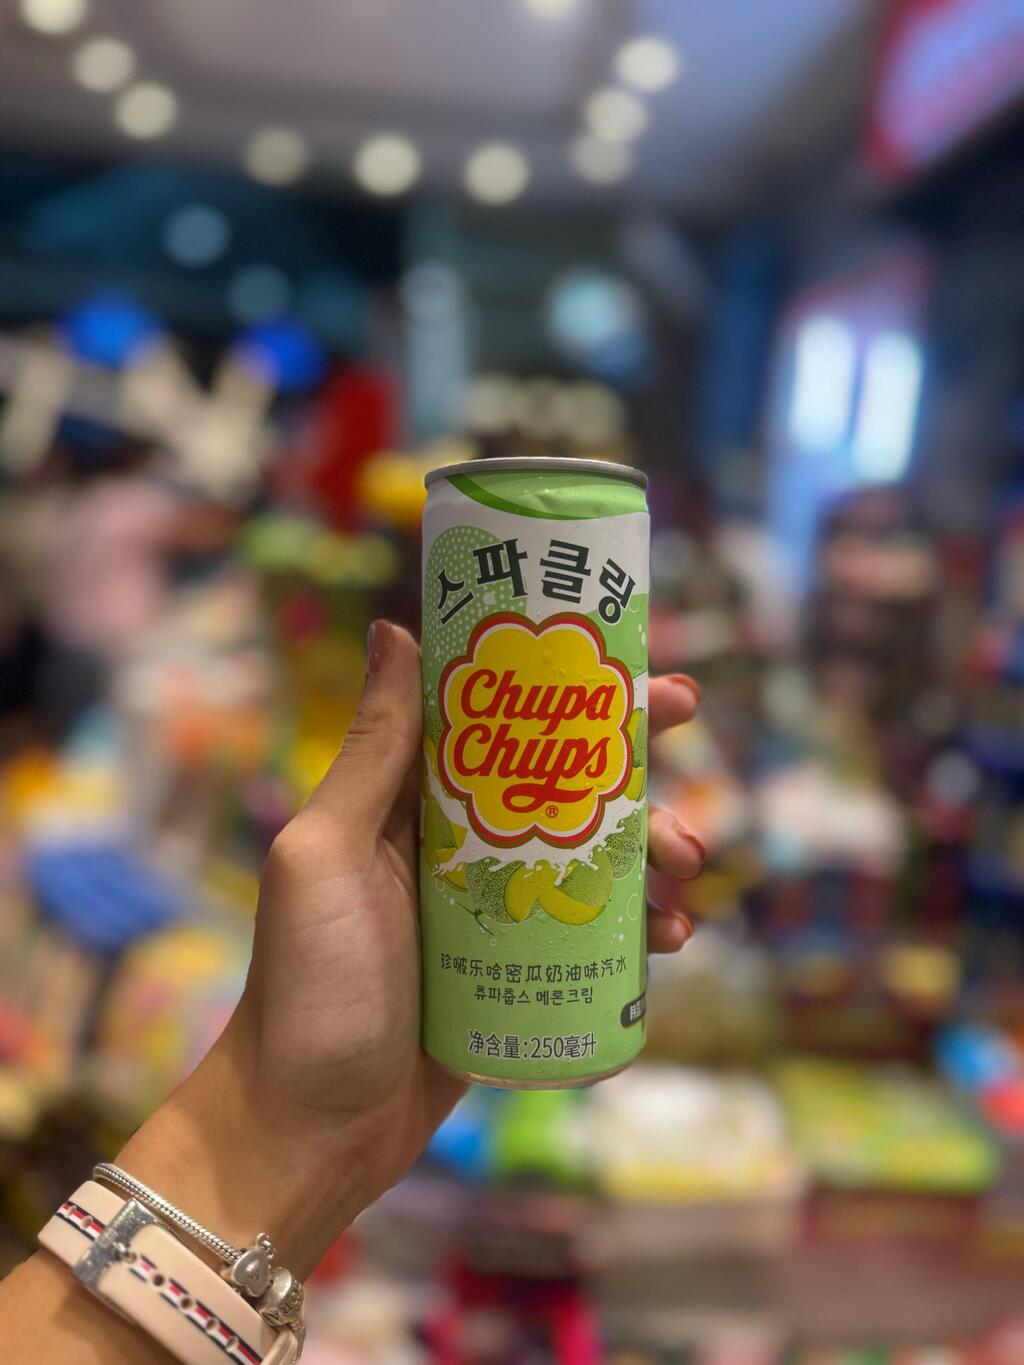 스파클링
Chupa
Chups
®
珍啵乐哈密瓜奶油味汽水
츄파춥스 메론크림
净含量:250毫升